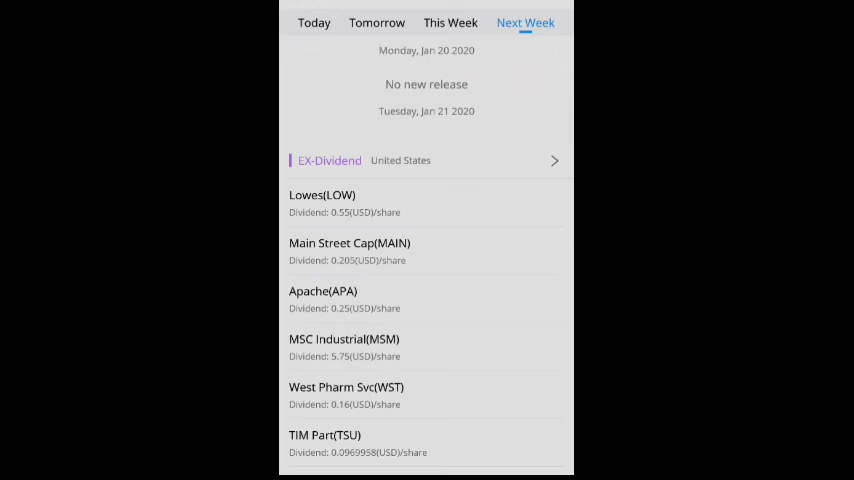 Today Tomorrow This Week Next Week
Monday, Jan 20 2020
No new release
Tuesday, Jan 21 2020
EX-Dividend United States
Lowes(LOW)
Dividend: 0.55(USD)/share
Main Street Cap(MAIN)
Dividend: 0.205(USD)/share
Apache(APA)
Dividend: 0.25(USD)/share
MSC Industrial(MSM)
Dividend: 5.75(USD)/share
West Pharm Svc(WST)
Dividend: 0.16(USD)/share
TIM Part(TSU)
Dividend: 0.0969958(USD)/share